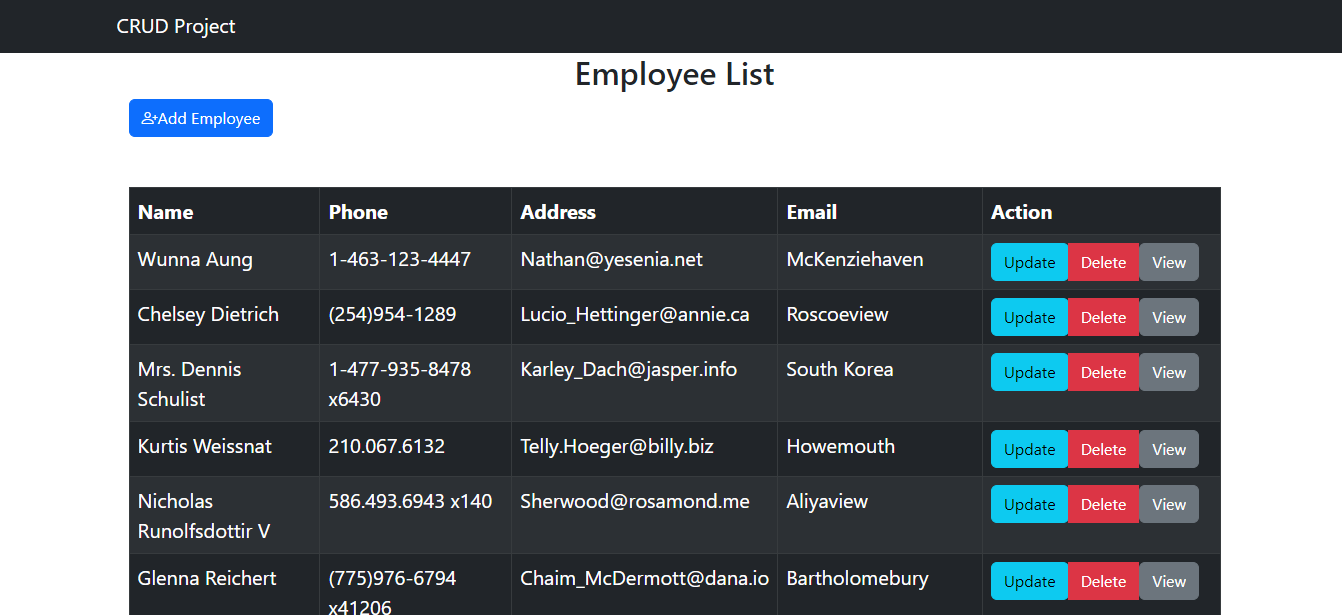 CRUD Project
Employee List
Add Employee
Name Phone Address Email Action
Wunna Aung 1-463-123-4447 Nathan@yesenia.net McKenziehaven Update Delete View
Chelsey Dietrich (254)954-1289 Lucio_Hettinger@annie.ca Roscoeview Update Delete View
Mrs. Dennis 1-477-935-8478 Karley_Dach@jasper.info South Korea Update Delete View
Schulist x6430
Kurtis Weissnat 210.067.6132 Telly.Hoeger@billy.biz Howemouth Update Delete View
Nicholas 586.493.6943 x140 Sherwood@rosamond.me Aliyaview Update Delete View
Runolfsdottir V
Glenna Reichert (775)976-6794 Chaim_McDermott@dana.io Bartholomebury Update Delete View
x41206